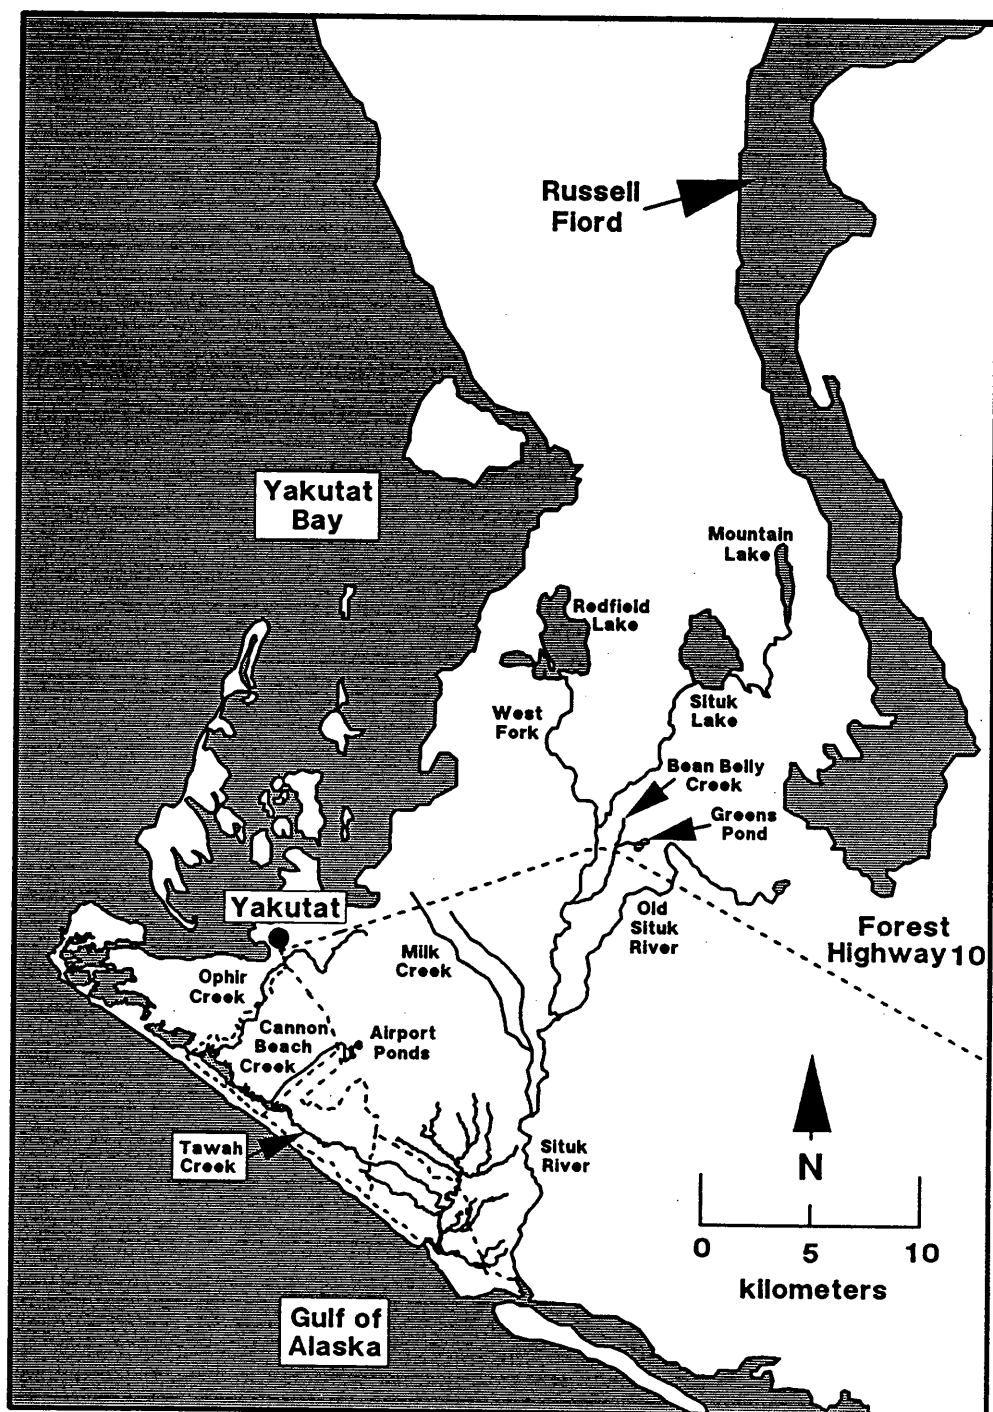 Russell
Fiord
Yakutat
Bay
Mountain
Lake
Redfield
Lake
Situk
Lake
West
Fork
Bean Belly
Creek
Greens
Pond
Yakutat
Old
Situk
River
Forest
Highway 10
Milk
Creek
Ophir
Creek
Cannon
Beach
Creek
Airport
Ponds
Tawah
Creek
Situk
River
N
0 5 10
kilometers
Gulf of
Alaska